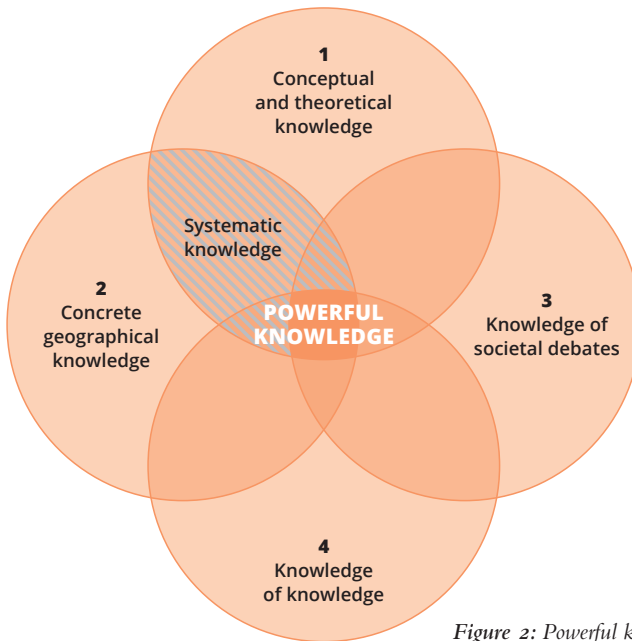 1
Conceptual
and theoretical
knowledge
Systematic
knowledge
2
Concrete
geographical
knowledge
POWERFUL
KNOWLEDGE
3
Knowledge of
societal debates
4
Knowledge
of knowledge
Figure 2: Powerful k